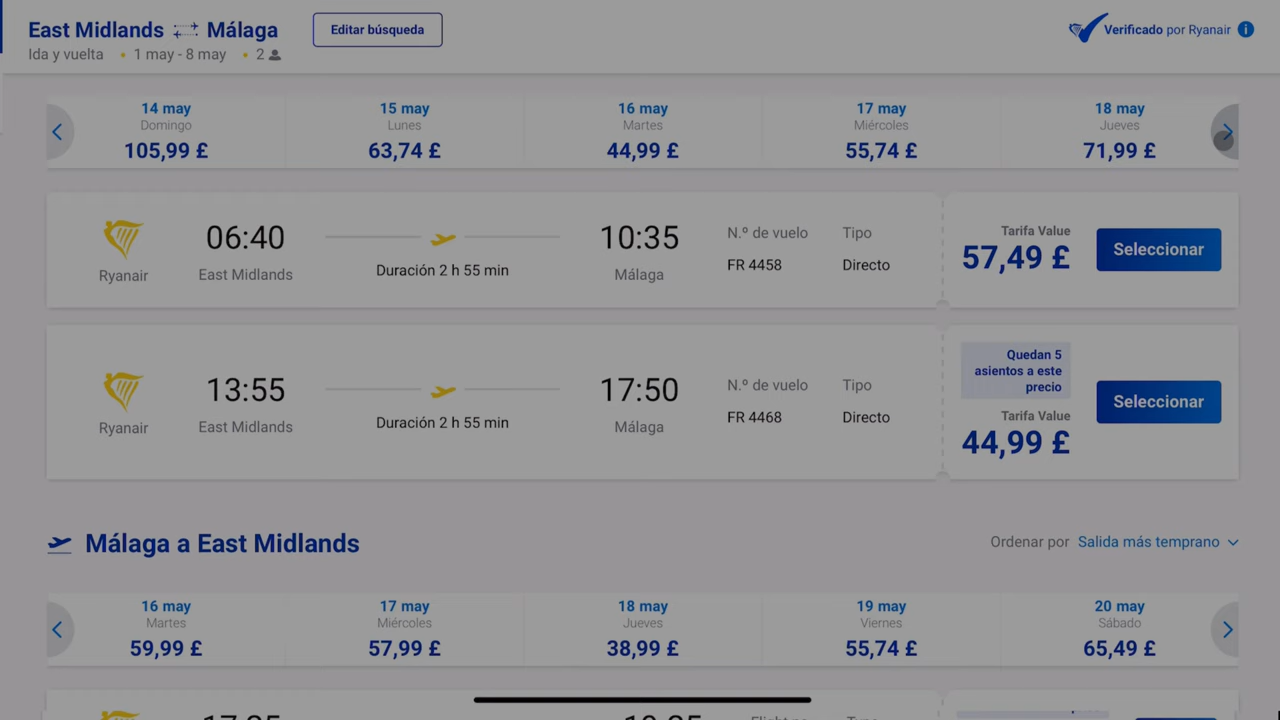 East Midlands Málaga
Editar búsqueda
Verificado por Ryanair
Ida y vuelta • 1 may - 8 may • 2
14 may 15 may 16 may 17 may 18 may
Domingo Lunes Martes Miércoles Jueves
105,99 £ 63,74 £ 44,99 £ 55,74 £ 71,99 £
06:40 10:35 N.º de vuelo Tipo Tarifa Value
Ryanair East Midlands Duración 2 h 55 min Málaga FR 4458 Directo 57,49 £ Seleccionar
Quedan 5
asientos a este
precio
13:55 17:50 N.º de vuelo Tipo Tarifa Value
Ryanair East Midlands Duración 2 h 55 min Málaga FR 4468 Directo 44,99 £ Seleccionar
Málaga a East Midlands Ordenar por Salida más temprano
16 may 17 may 18 may 19 may 20 may
Martes Miércoles Jueves Viernes Sábado
59,99 £ 57,99 £ 38,99 £ 55,74 £ 65,49 £